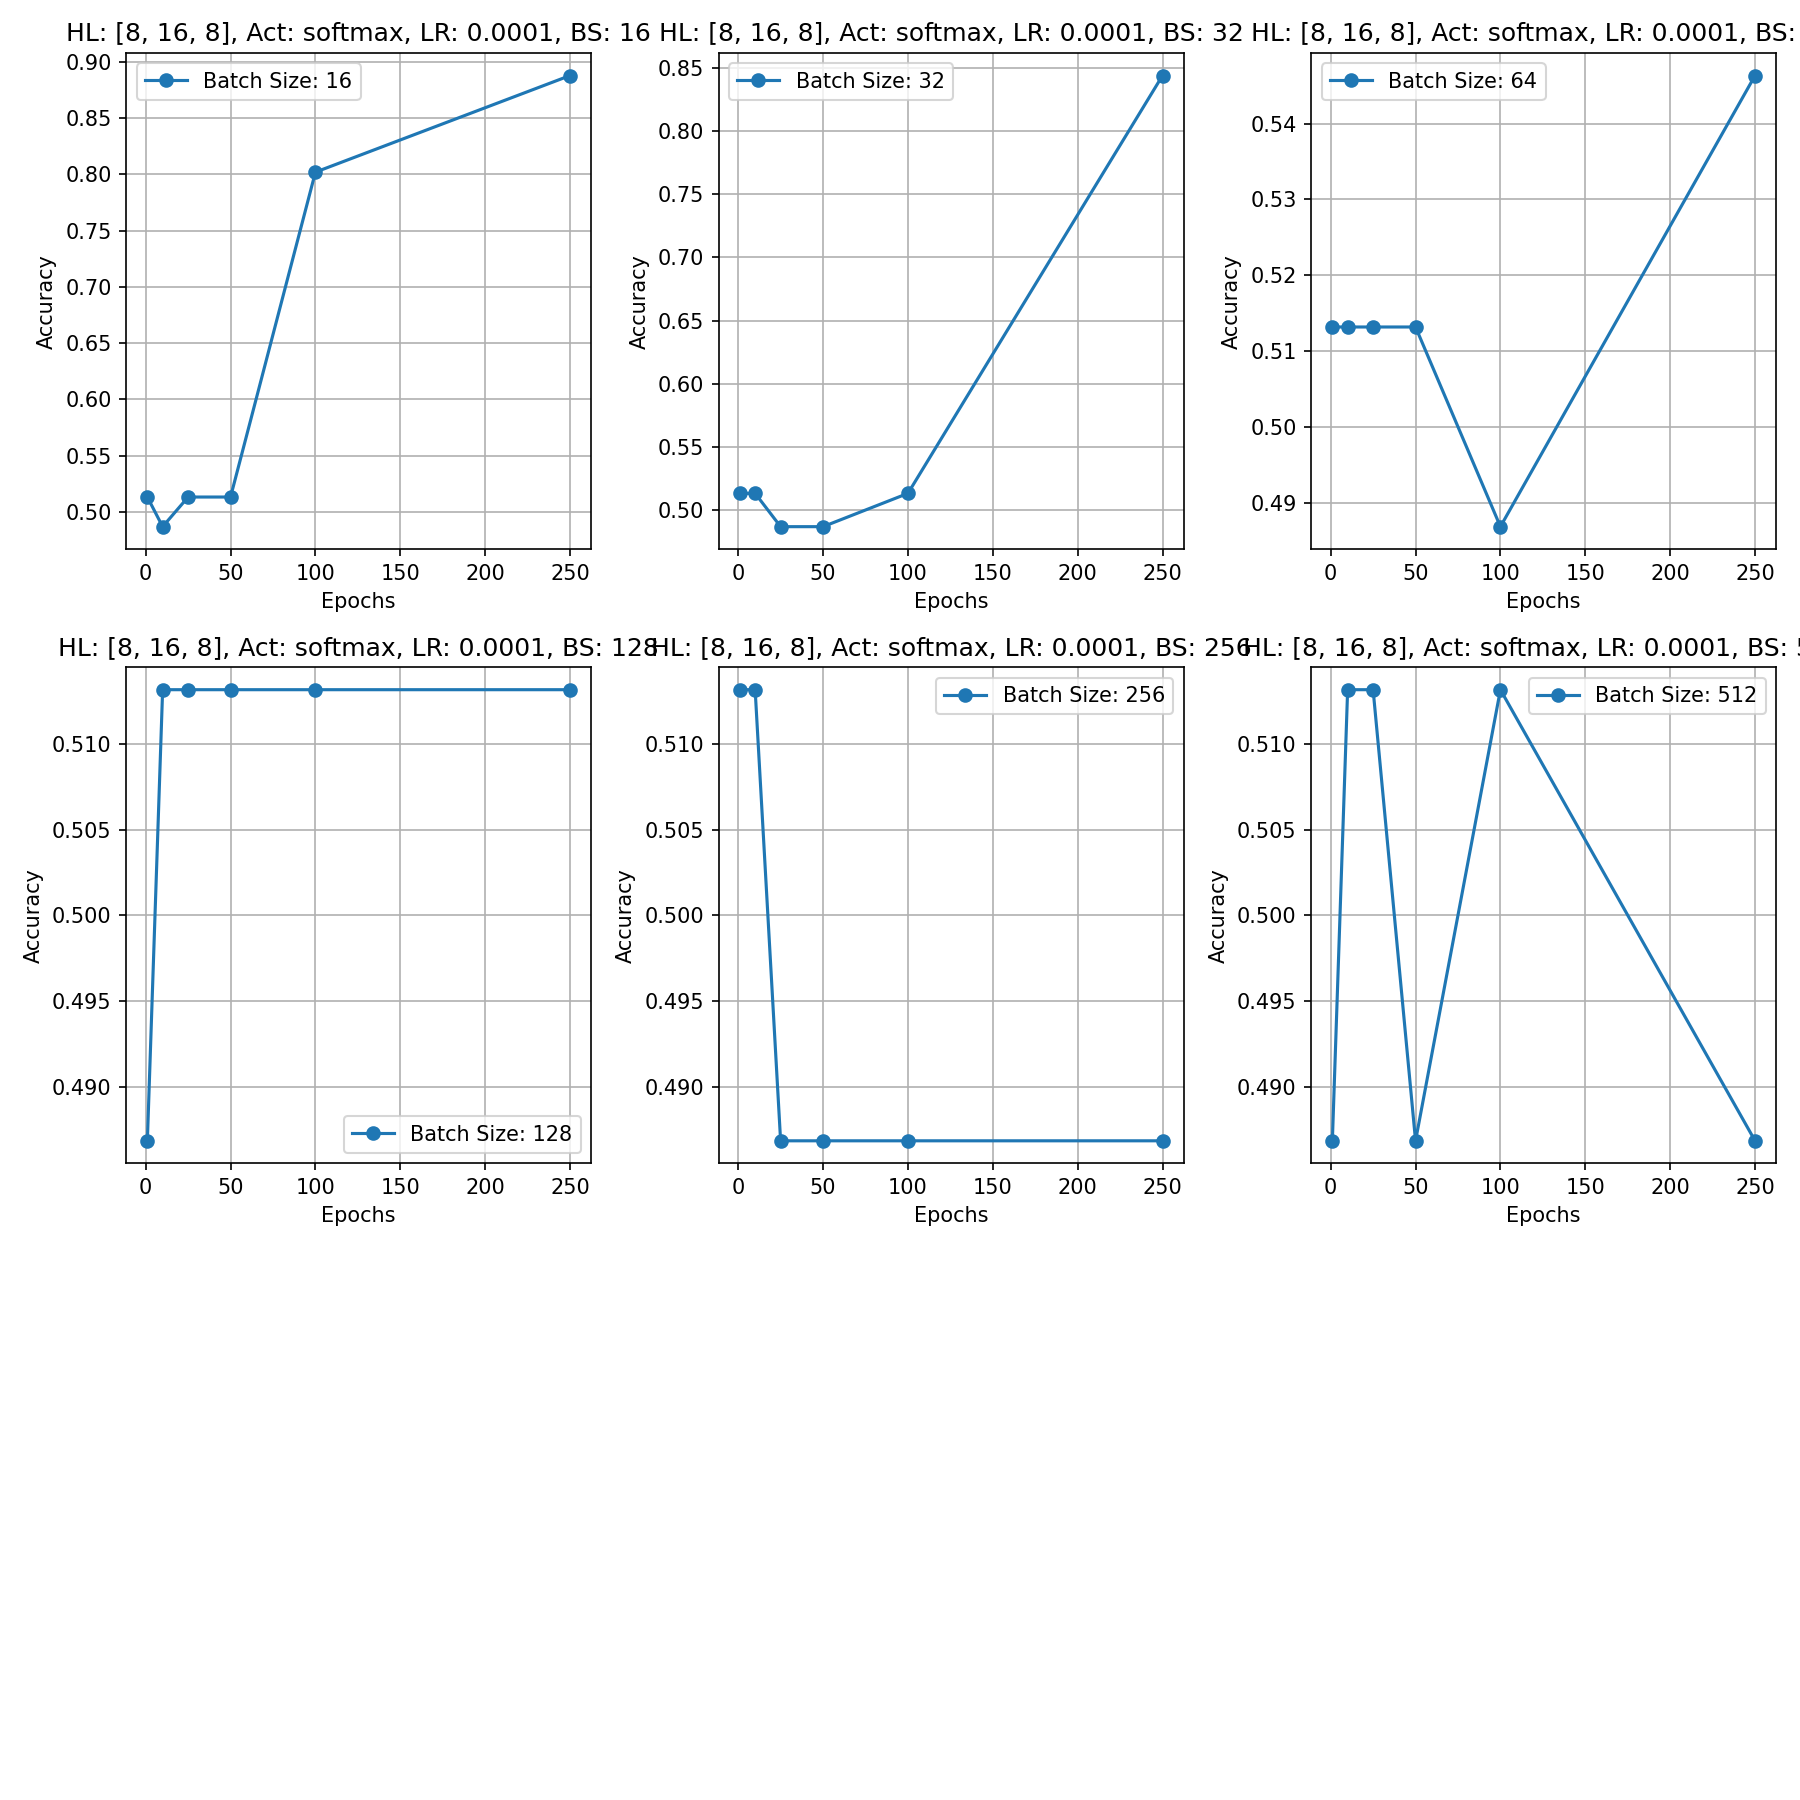 HL: [8, 16, 8], Act: softmax, LR: 0.0001, BS: 16
Batch Size: 16
Accuracy
0.90
0.85
0.80
0.75
0.70
0.65
0.60
0.55
0.50
0 50 100 150 200 250
Epochs
HL: [8, 16, 8], Act: softmax, LR: 0.0001, BS: 32
Batch Size: 32
Accuracy
0.85
0.80
0.75
0.70
0.65
0.60
0.55
0.50
0 50 100 150 200 250
Epochs
HL: [8, 16, 8], Act: softmax, LR: 0.0001, BS:
Batch Size: 64
Accuracy
0.54
0.53
0.52
0.51
0.50
0.49
0 50 100 150 200 250
Epochs
HL: [8, 16, 8], Act: softmax, LR: 0.0001, BS: 128
Batch Size: 128
Accuracy
0.510
0.505
0.500
0.495
0.490
0 50 100 150 200 250
Epochs
HL: [8, 16, 8], Act: softmax, LR: 0.0001, BS: 256
Batch Size: 256
Accuracy
0.510
0.505
0.500
0.495
0.490
0 50 100 150 200 250
Epochs
HL: [8, 16, 8], Act: softmax, LR: 0.0001, BS:
Batch Size: 512
Accuracy
0.510
0.505
0.500
0.495
0.490
0 50 100 150 200 250
Epochs